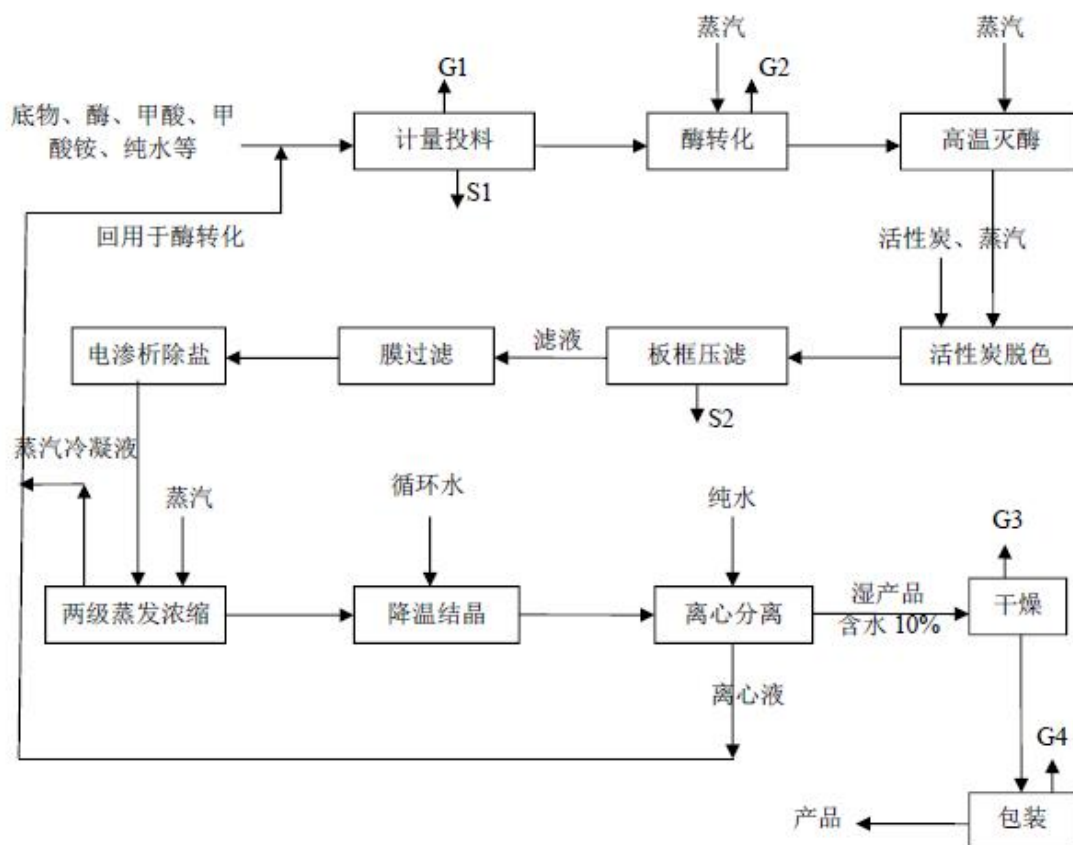 蒸汽
蒸汽
G1
G2
底物、酶、甲酸、甲
酸铵、纯水等
计量投料
酶转化
高温灭酶
S1
回用于酶转化
活性炭、蒸汽
电渗析除盐
膜过滤
滤液
板框压滤
活性炭脱色
S2
蒸汽冷凝液
蒸汽
循环水
纯水
G3
两级蒸发浓缩
降温结晶
离心分离
湿产品
含水 10%
干燥
离心液
G4
产品
包装